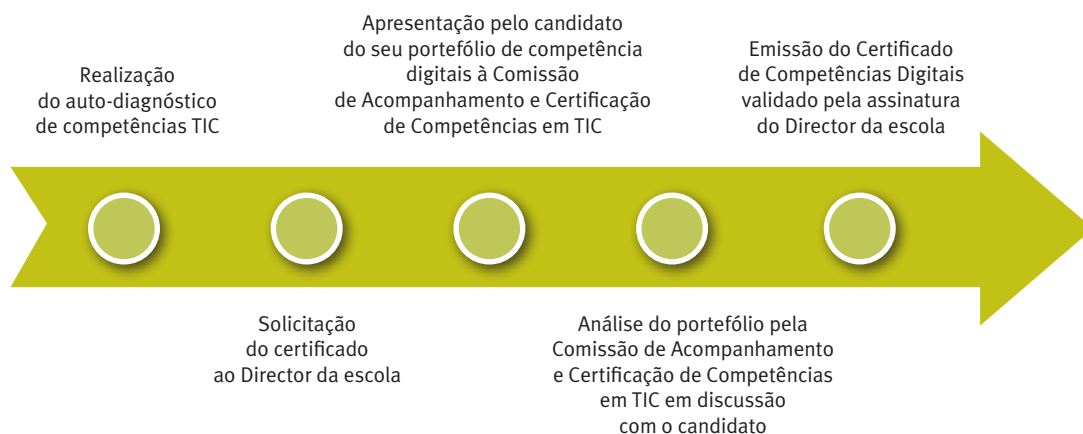 Realização
do auto-diagnóstico
de competências TIC
Solicitação
do certificado
ao Director da escola
Apresentação pelo candidato
do seu portefólio de competência
digitais à Comissão
de Acompanhamento e Certificação
de Competências em TIC
Análise do portefólio pela
Comissão de Acompanhamento
e Certificação de Competências
em TIC em discussão
com o candidato
Emissão do Certificado
de Competências Digitais
validado pela assinatura
do Director da escola